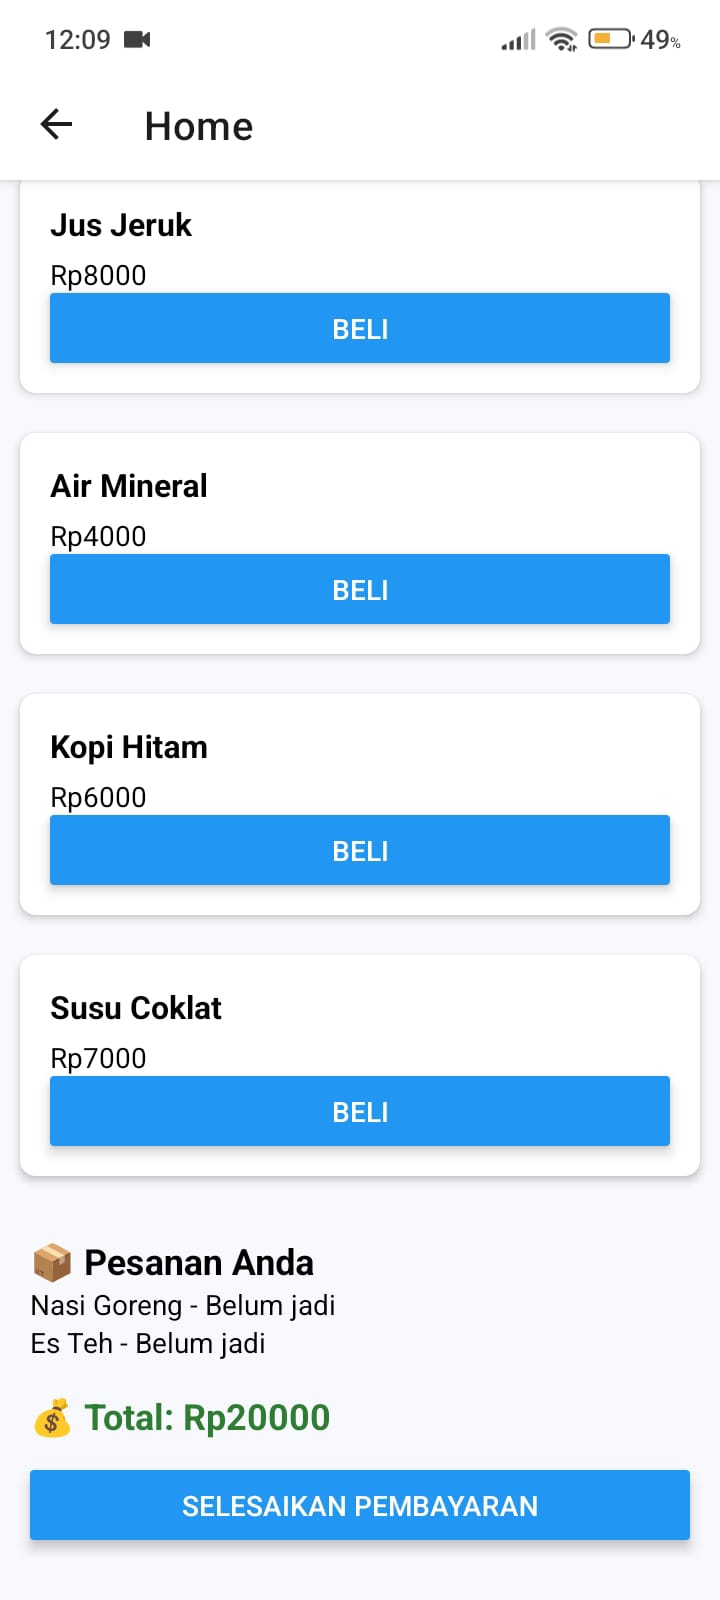 12:09
49%
Home
Jus Jeruk
Rp8000
BELI
Air Mineral
Rp4000
BELI
Kopi Hitam
Rp6000
BELI
Susu Coklat
Rp7000
BELI
📦 Pesanan Anda
Nasi Goreng - Belum jadi
Es Teh - Belum jadi
💰 Total: Rp20000
SELESAIKAN PEMBAYARAN